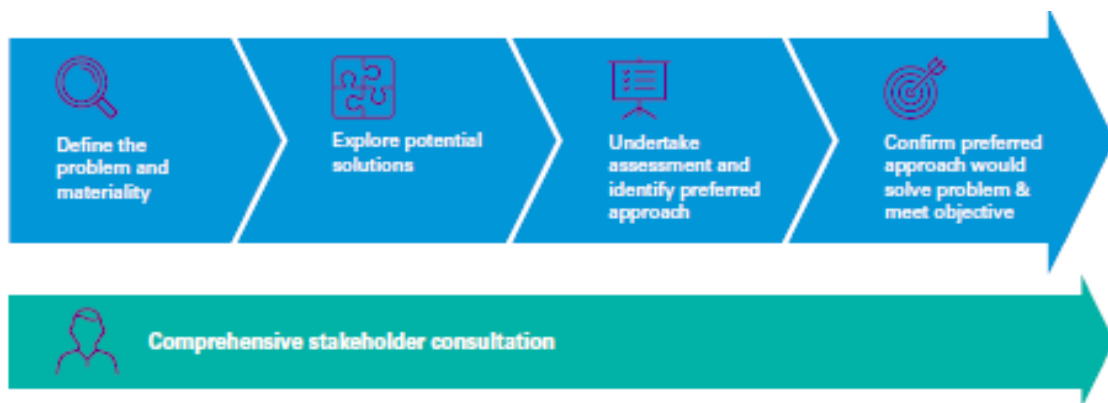 Define the
problem and
materiality
Explore potential
solutions
Undertake
assessment and
identify preferred
approach
Confirm preferred
approach would
solve problem &
meet objective
Comprehensive stakeholder consultation